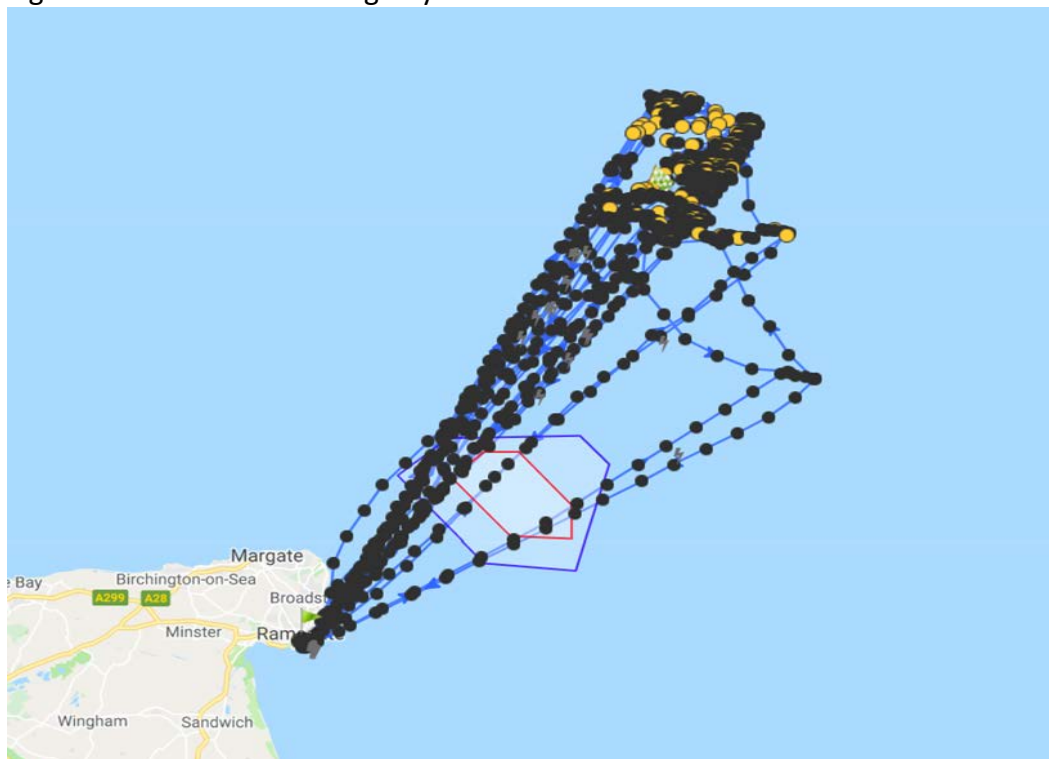 Margate
e Bay
Birchington-on-Sea
A299
A28
Broadst
Minster
Ram
Wingham
Sandwich